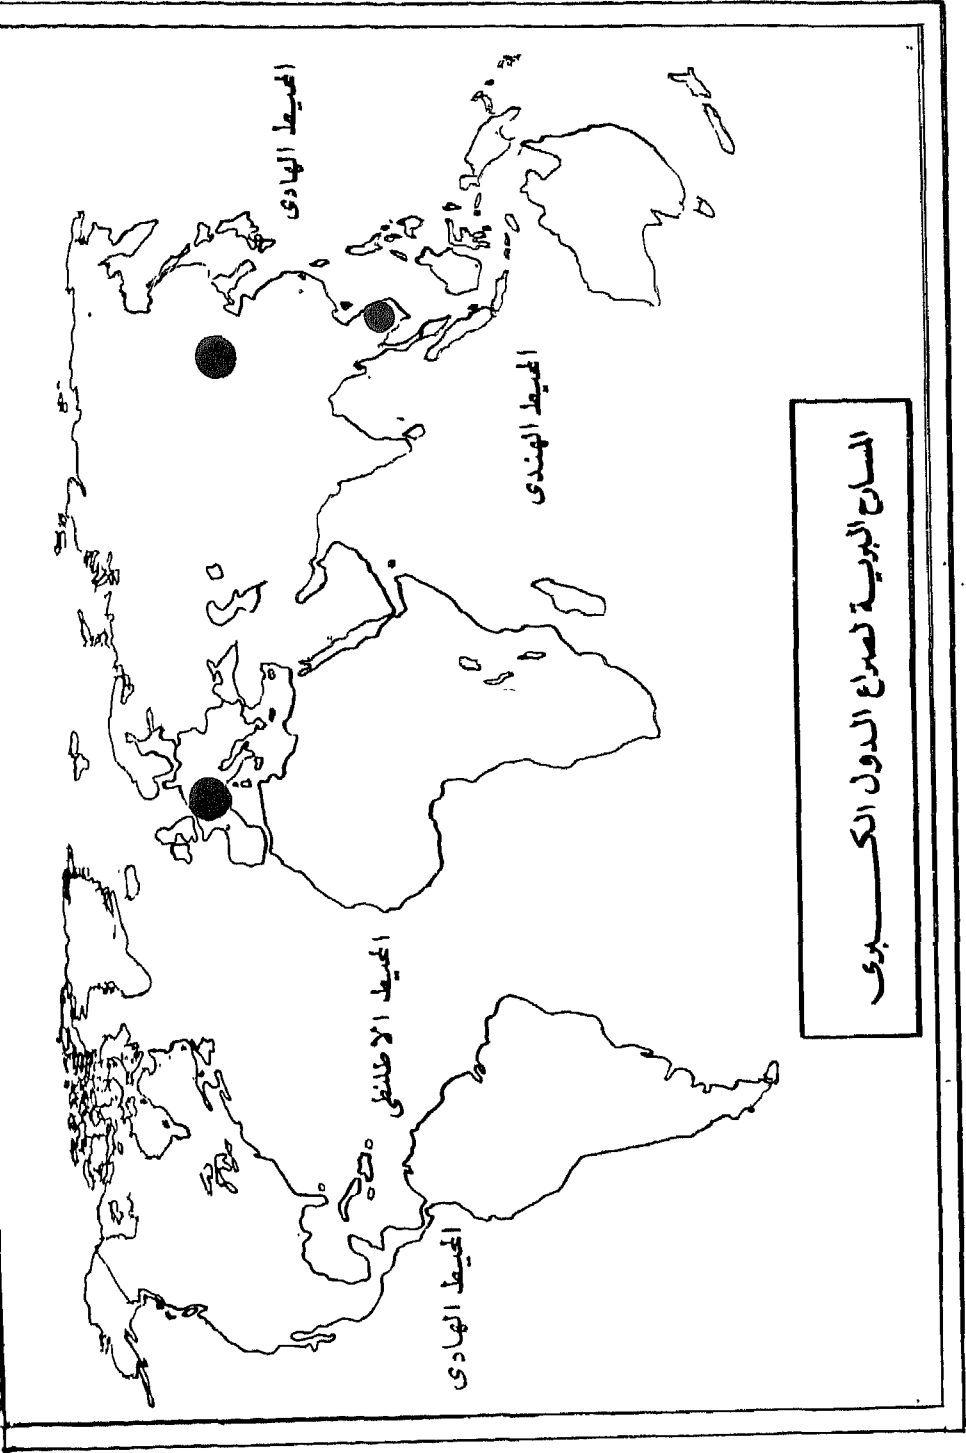 المحيط الهادى
المحيط الاطلنطى
المحيط الهندى
المحيط الهادى
المسارح البرية لصراع الدول الكبرى